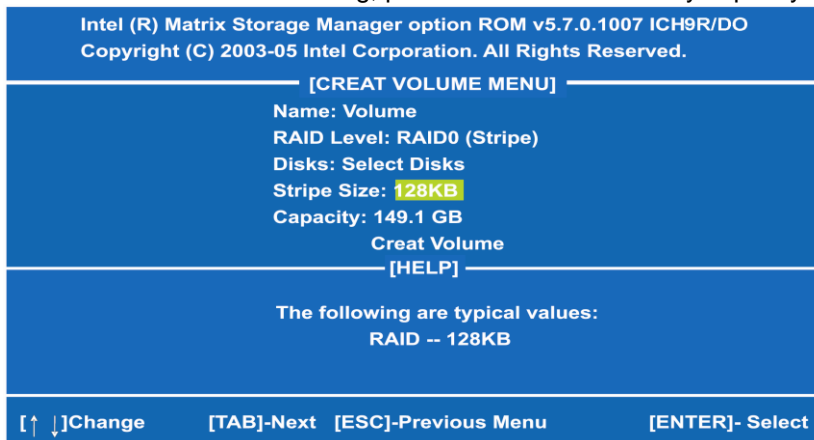 Intel (R) Matrix Storage Manager option ROM v5.7.0.1007 ICH9R/DO
Copyright (C) 2003-05 Intel Corporation. All Rights Reserved.
[CREAT VOLUME MENU]
Name: Volume
RAID Level: RAID0 (Stripe)
Disks: Select Disks
Stripe Size: 128KB
Capacity: 149.1 GB
Creat Volume
[HELP]
The following are typical values:
RAID -- 128KB
[↑ ↓]Change [TAB]-Next [ESC]-Previous Menu [ENTER]- Select